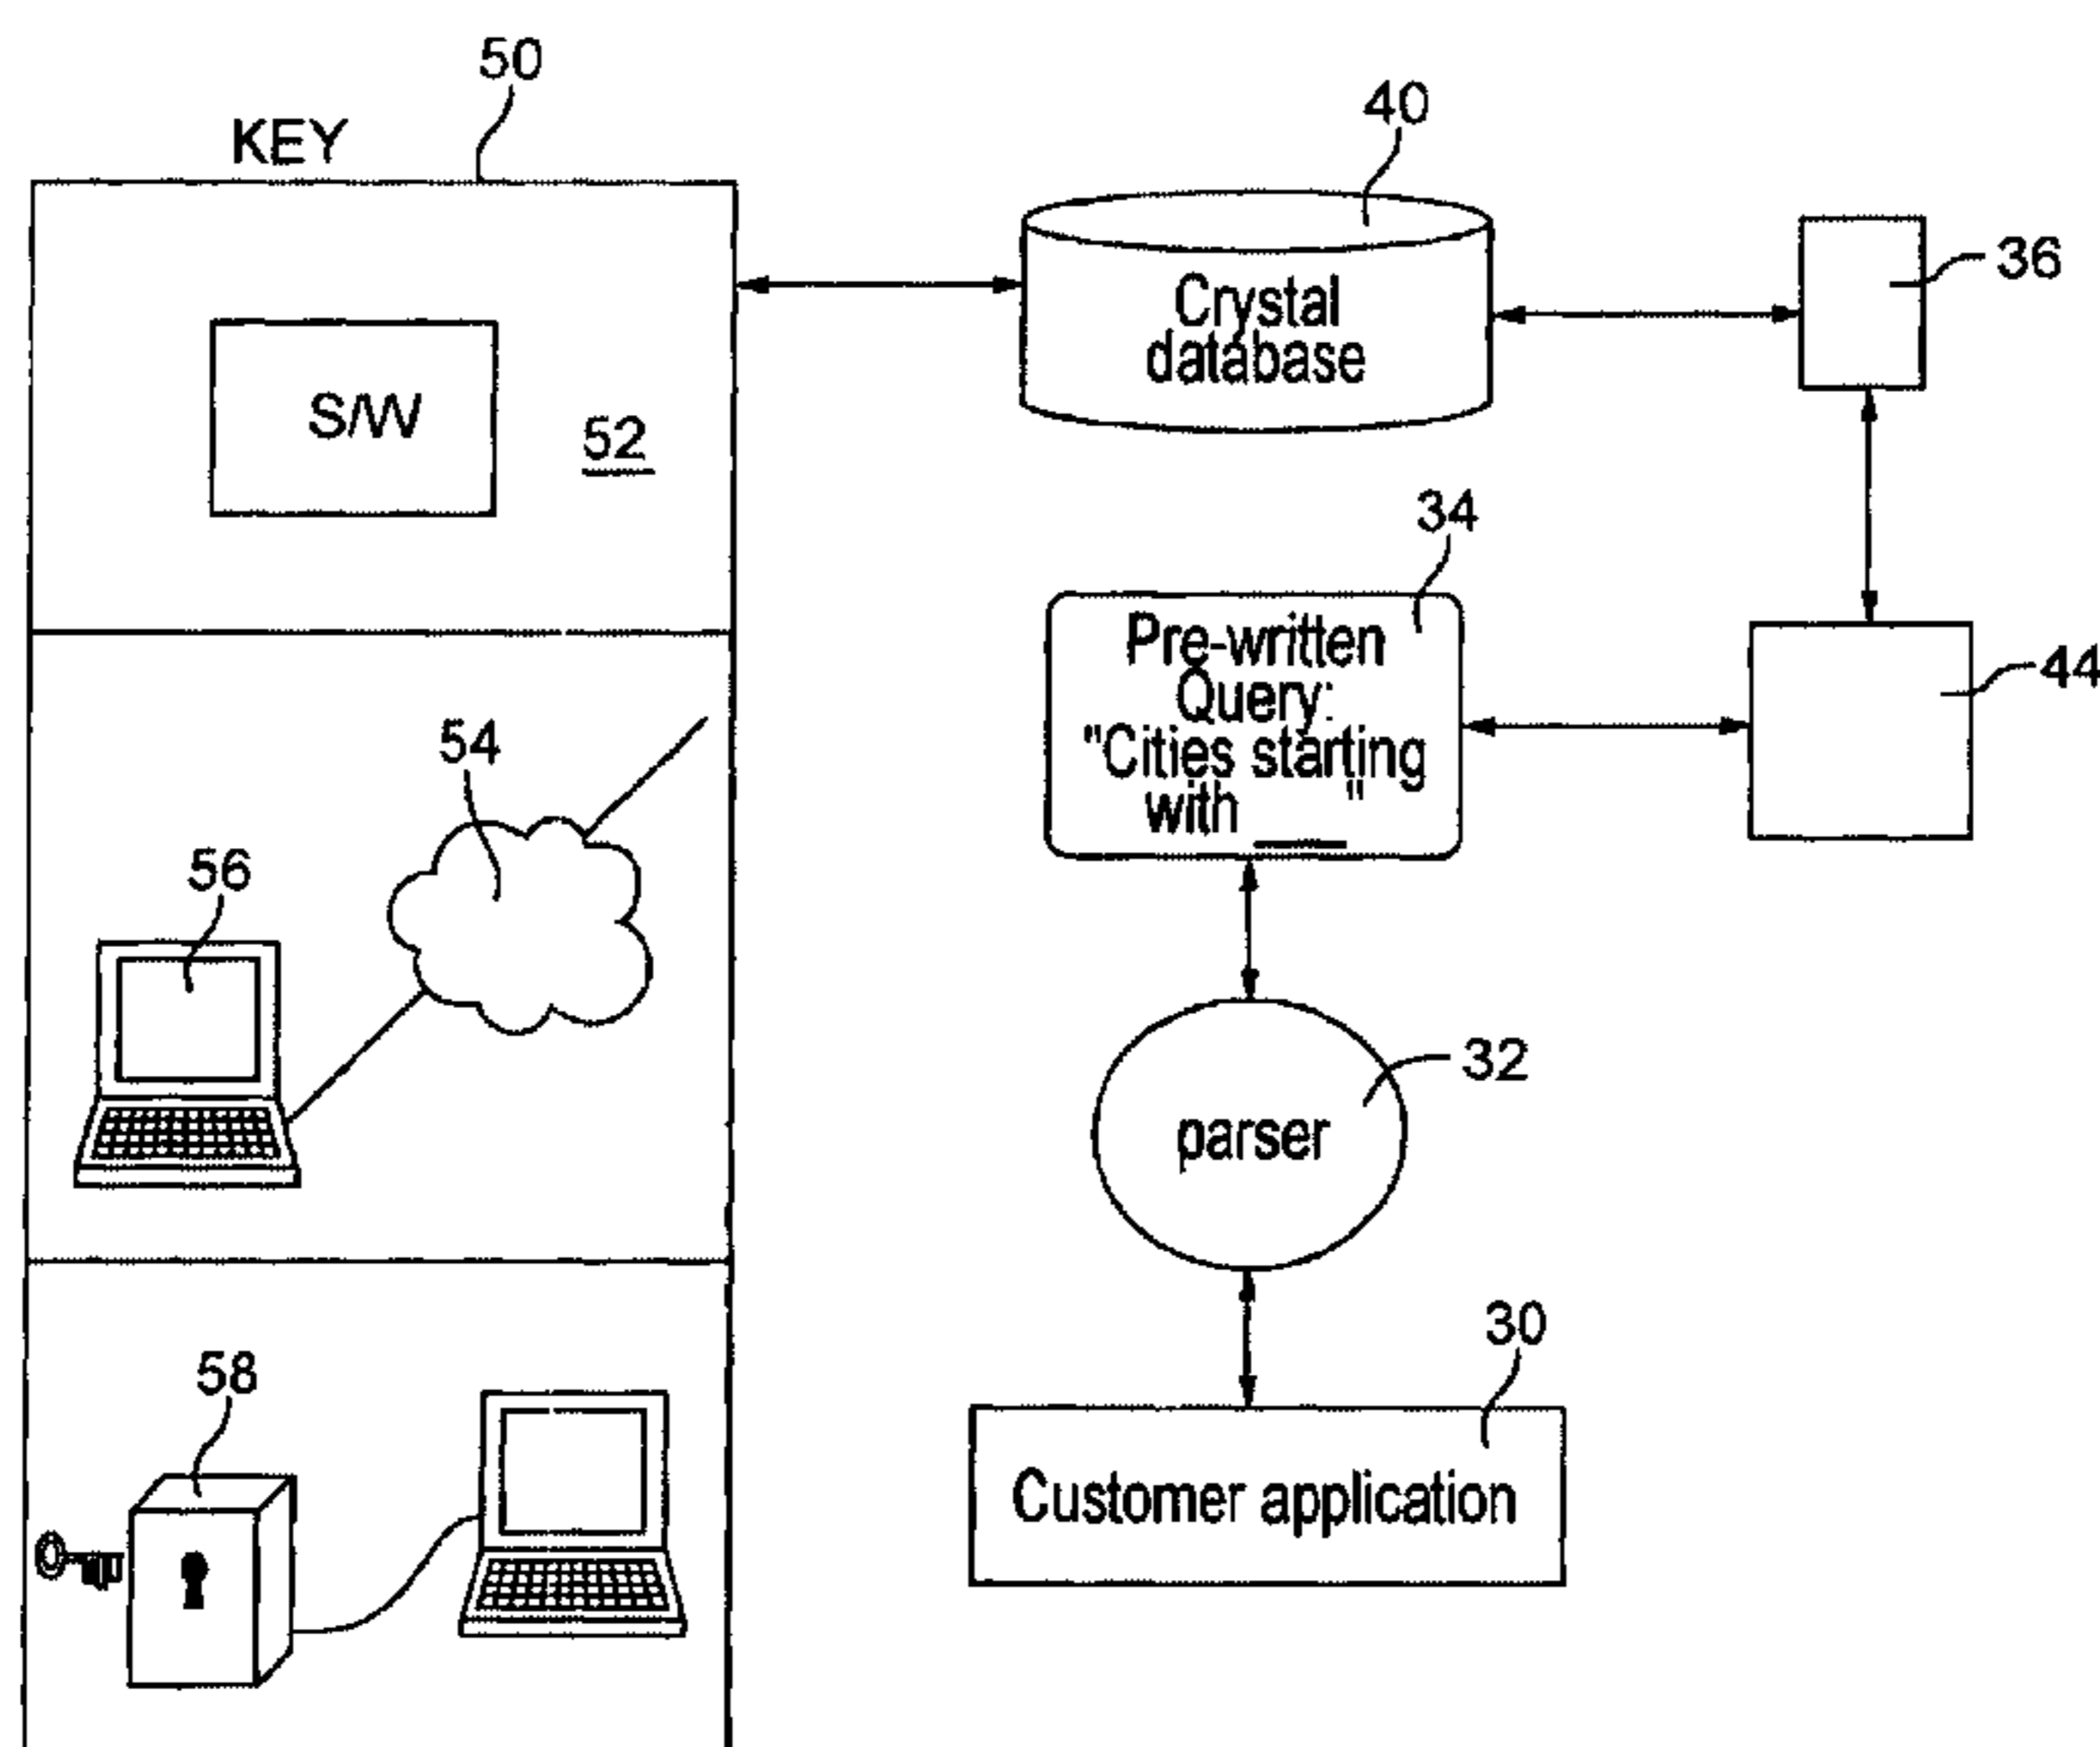 50
KEY
40
Crystal
database
36
S/W
52
34
Pre-written
Query:
"Cities starting
with ___"
44
54
56
32
parser
58
30
Customer application